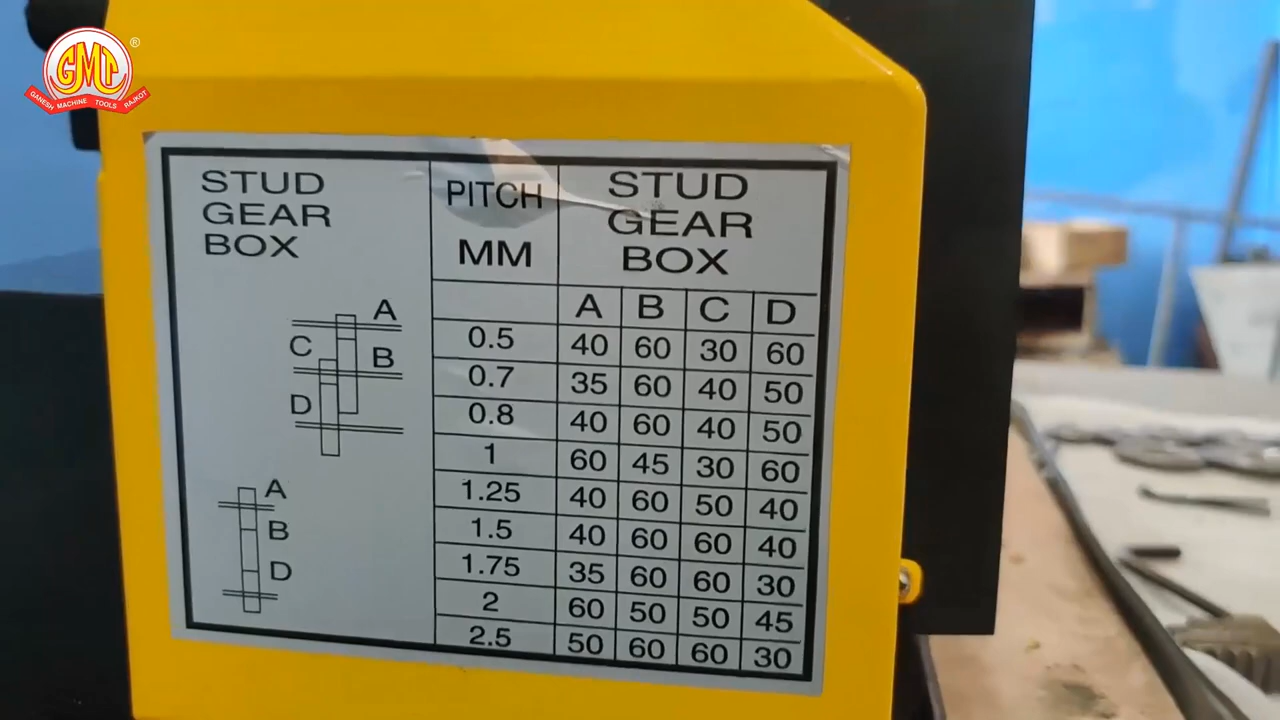 GMT
®
GANESH MACHINE TOOLS RAJKOT
STUD
GEAR
BOX
A
C
B
D
A
B
D
PITCH
MM
STUD
GEAR
BOX
A B C D
0.5 40 60 30 60
0.7 35 60 40 50
0.8 40 60 40 50
1 60 45 30 60
1.25 40 60 50 40
1.5 40 60 60 40
1.75 35 60 60 30
2 60 50 50 45
2.5 50 60 60 30